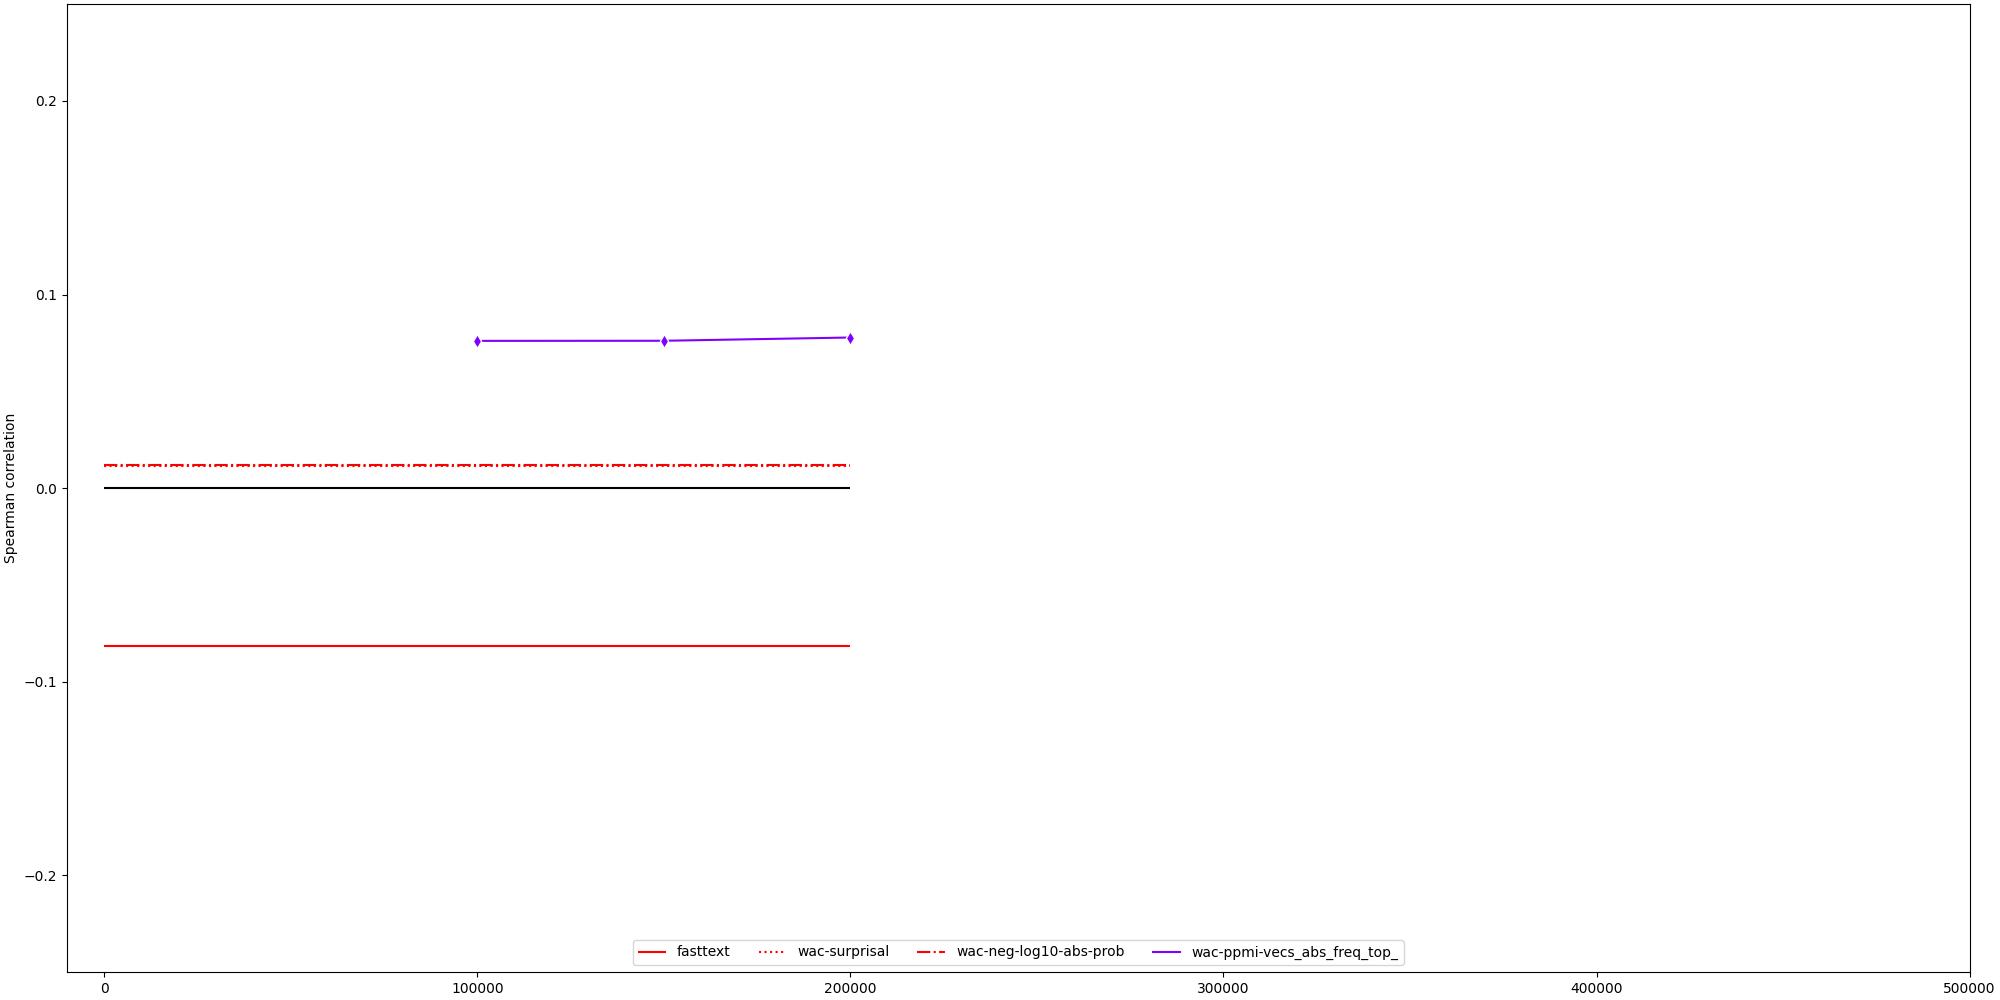 Spearman correlation
0.2
0.1
0.0
−0.1
−0.2
fasttext wac-surprisal wac-neg-log10-abs-prob wac-ppmi-vecs_abs_freq_top_
0 100000 200000 300000 400000 500000